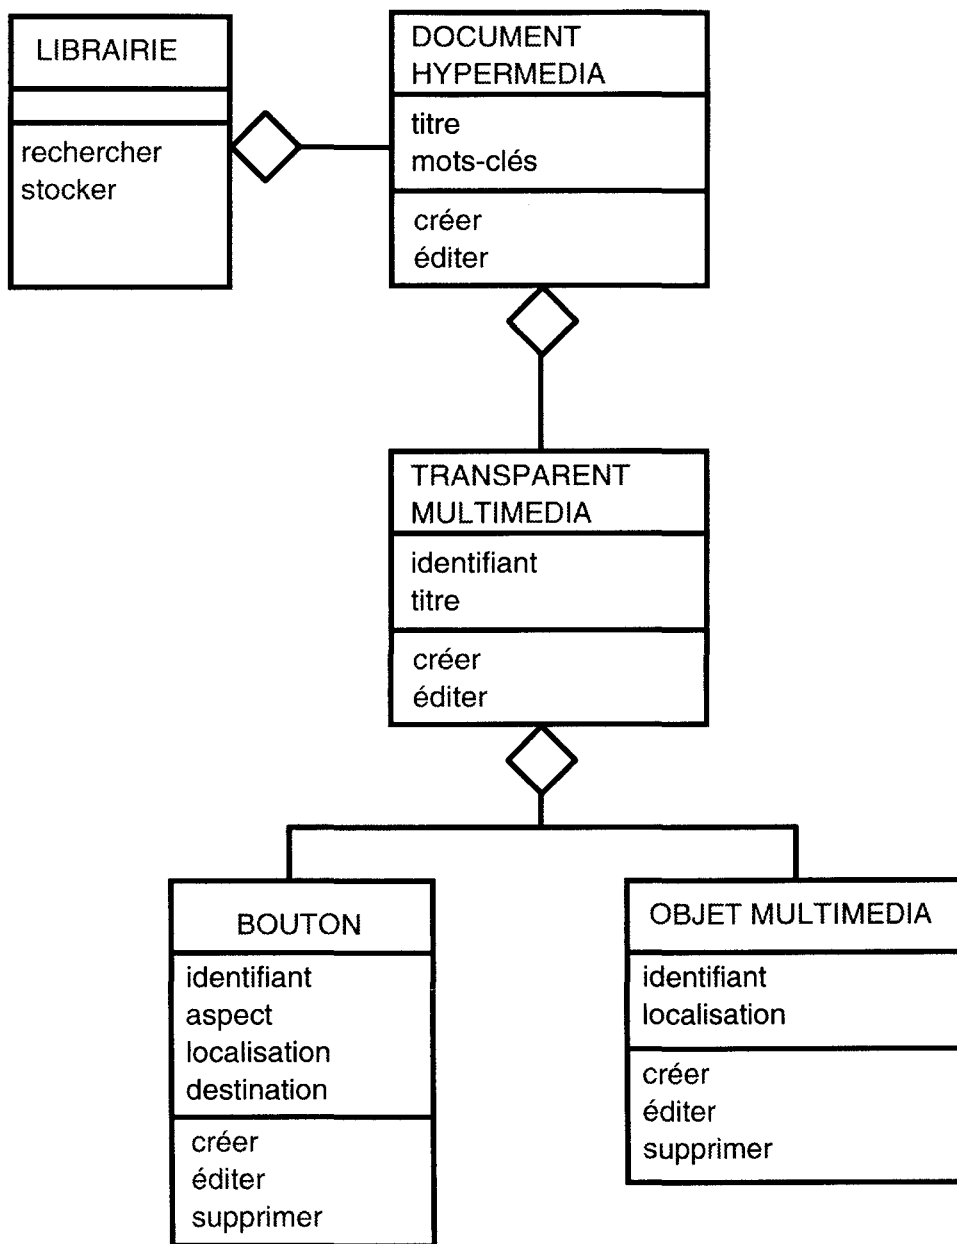 LIBRAIRIE
rechercher
stocker
DOCUMENT
HYPERMEDIA
titre
mots-clés
créer
éditer
TRANSPARENT
MULTIMEDIA
identifiant
titre
créer
éditer
BOUTON
identifiant
aspect
localisation
destination
créer
éditer
supprimer
OBJET MULTIMEDIA
identifiant
localisation
créer
éditer
supprimer